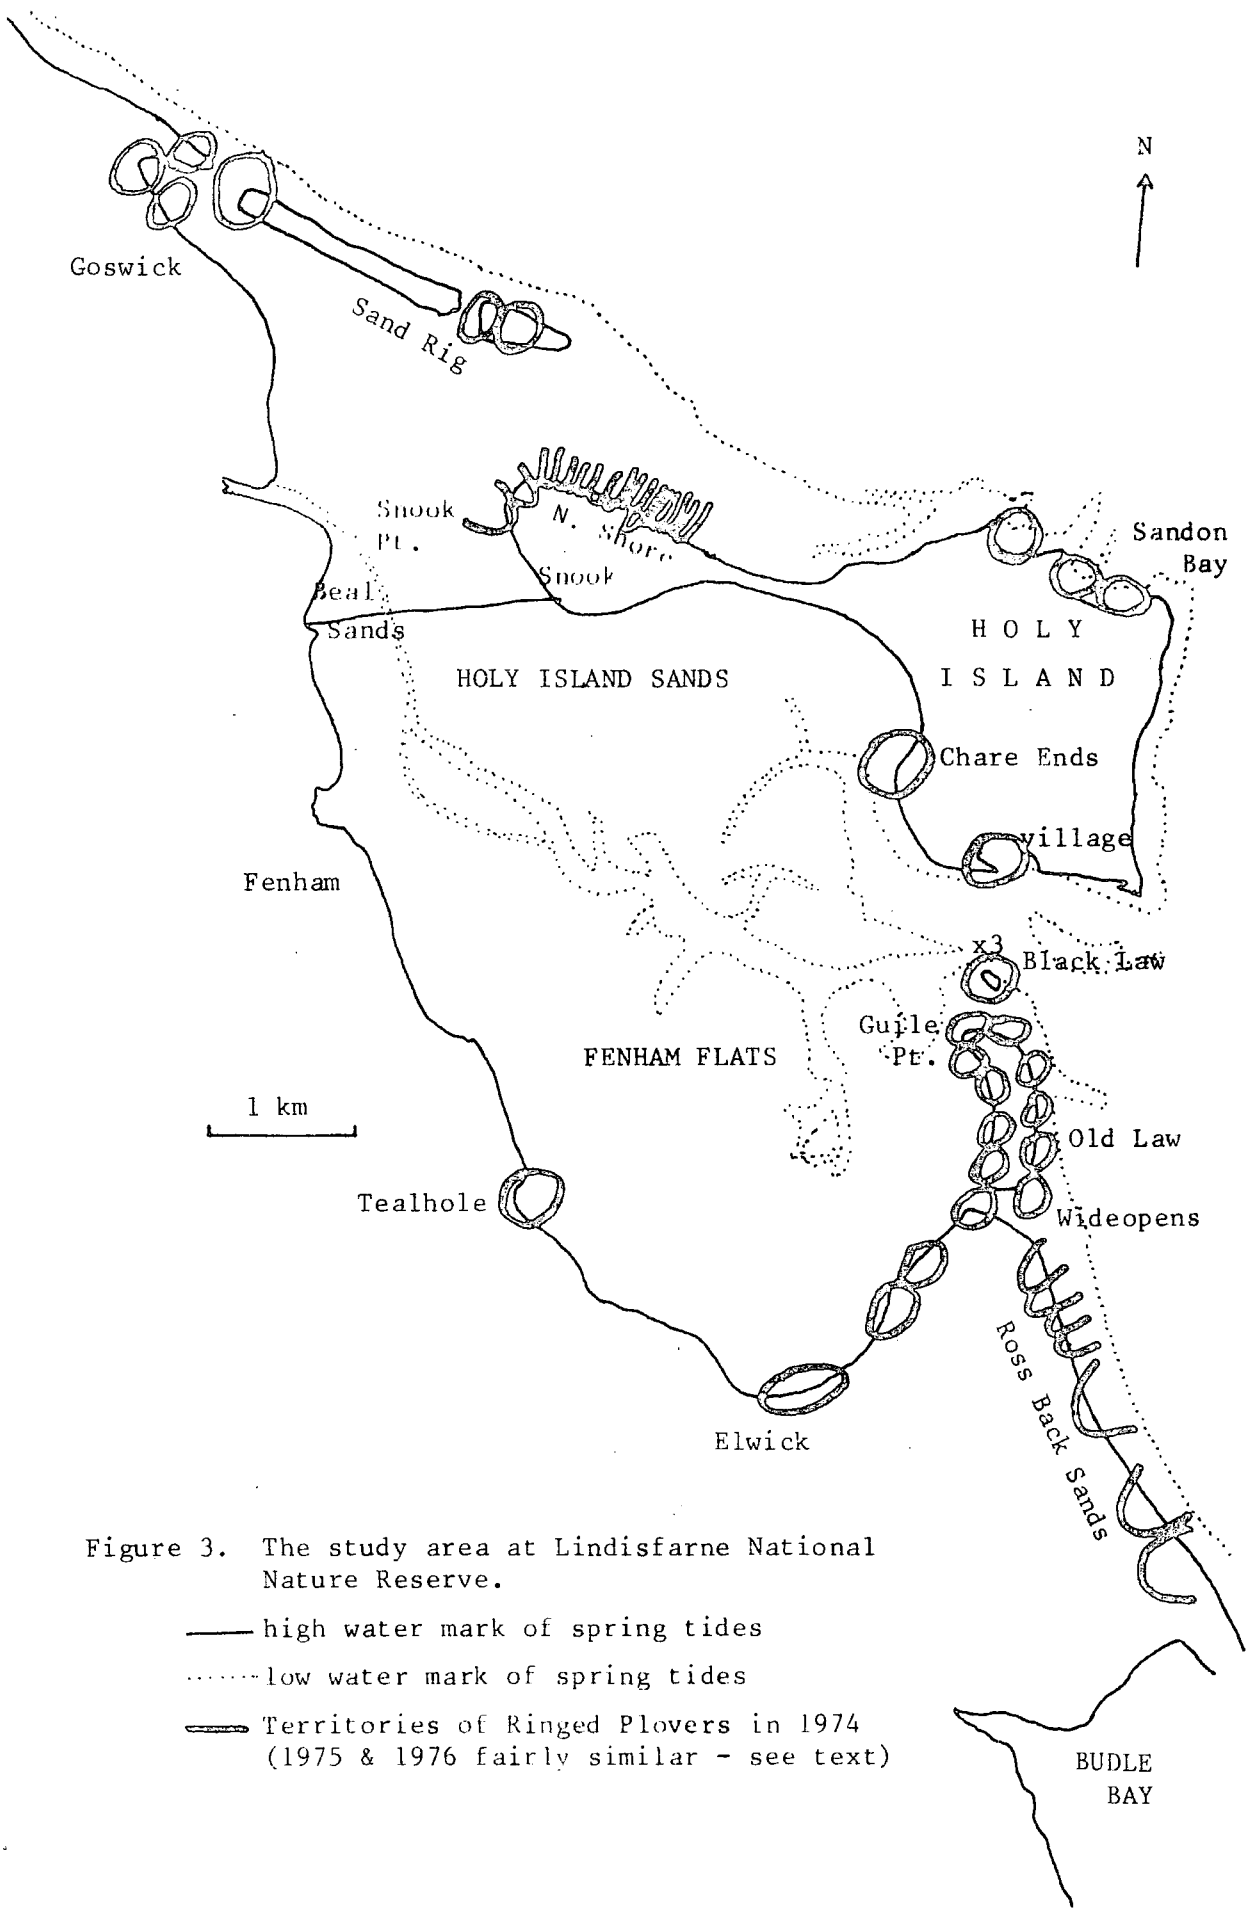 N
Goswick
Sand Rig
Snook
Pt.
N. Shore
Snook
Sandon
Bay
Beal
Sands
HOLY
ISLAND
HOLY ISLAND SANDS
Chare Ends
village
Fenham
x3
Black Law
Guile
Pt.
FENHAM FLATS
1 km
Old Law
Tealhole
Wideopens
Ross Back Sands
Elwick
Figure 3. The study area at Lindisfarne National
Nature Reserve.
high water mark of spring tides
low water mark of spring tides
Territories of Ringed Plovers in 1974
(1975 & 1976 fairly similar - see text)
BUDLE
BAY